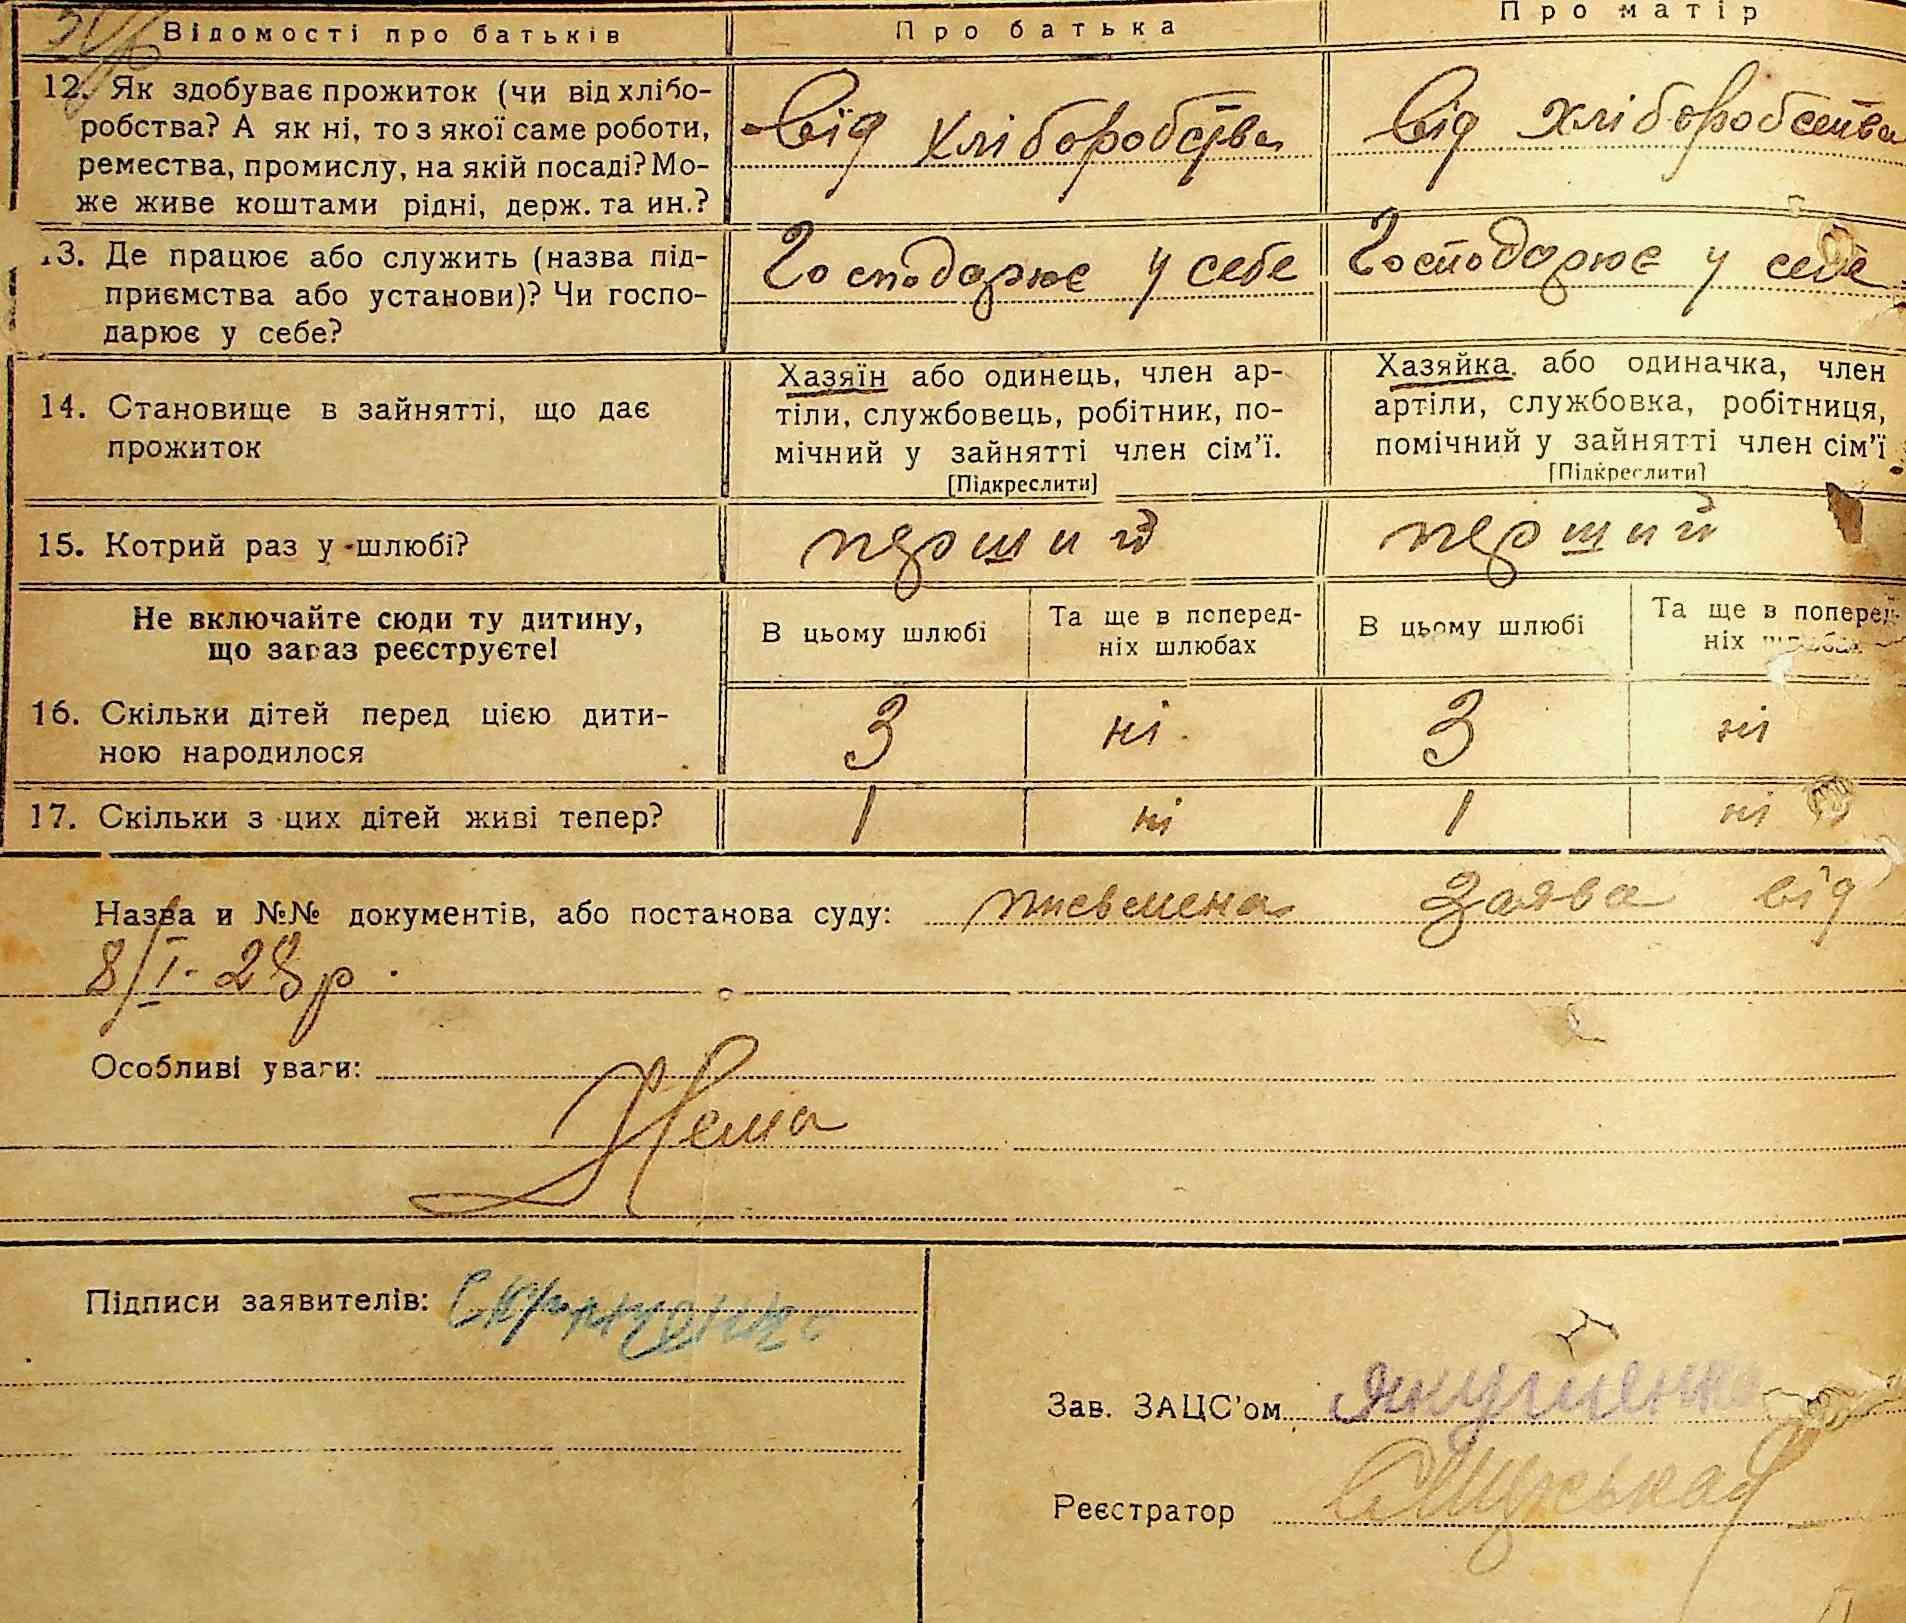 Відомості про батьків Про батька Про матір
12. Як здобуває прожиток (чи від хлібо-
робства? А як ні, то з якої саме роботи,
ремества, промислу, на якій посаді? Мо-
же живе коштами рідні, держ. та ин.?
від хліборобства від хліборобства
13. Де працює або служить (назва під-
приємства або установи)? Чи госпо-
дарює у себе?
Господарює у себе Господарює у себе
14. Становище в зайнятті, що дає
прожиток
Хазяїн або одинець, член ар-
тіли, службовець, робітник, по-
мічний у зайнятті член сім'ї.
[Підкреслити]
Хазяйка або одиначка, член
артіли, службовка, робітниця,
помічний у зайнятті член сім'ї
[Підкреслити]
15. Котрий раз у шлюбі? перший перший
Не включайте сюди ту дитину,
що зараз реєструєте!
В цьому шлюбі
Та ще в поперед-
ніх шлюбах
В цьому шлюбі
Та ще в поперед-
ніх шлюбах
16. Скільки дітей перед цією дити-
ною народилося
3 ні 3 ні
17. Скільки з цих дітей живі тепер? 1 ні 1 ні
Назва и №№ документів, або постанова суду: письмена заява від
8/I-28 р.
Особливі уваги:
Нема
Підписи заявителів:
Зав. ЗАЦС'ом Якушенко
Реєстратор